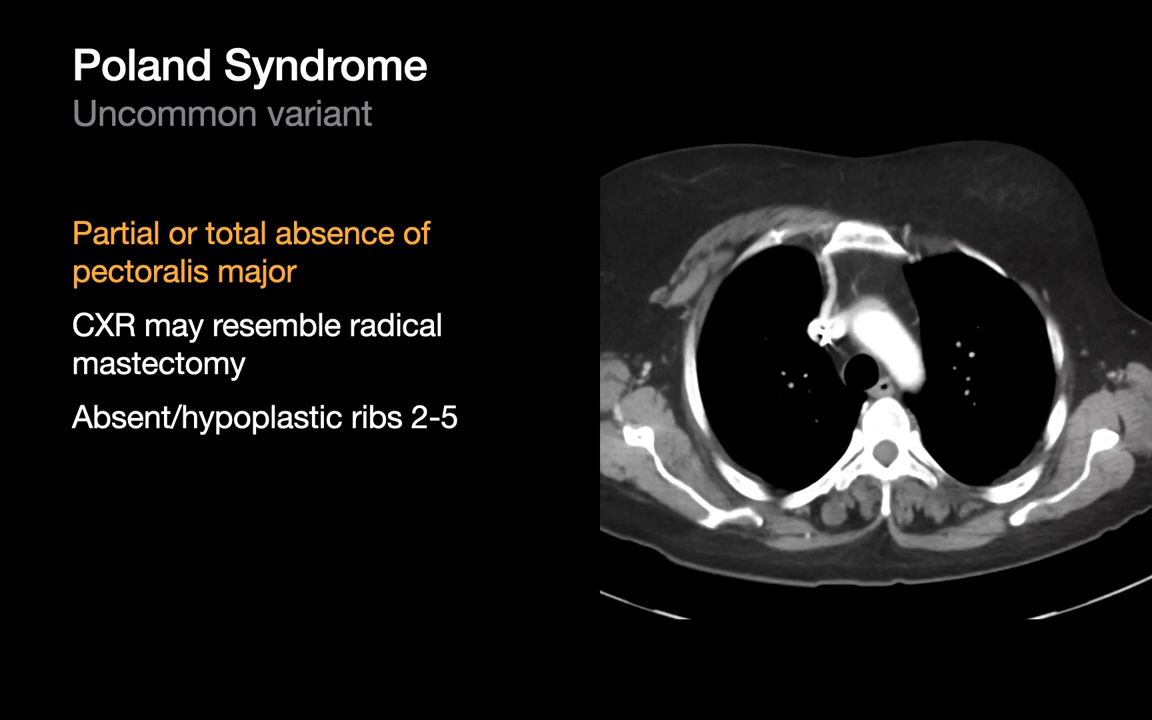 Poland Syndrome
Uncommon variant
Partial or total absence of
pectoralis major
CXR may resemble radical
mastectomy
Absent/hypoplastic ribs 2-5